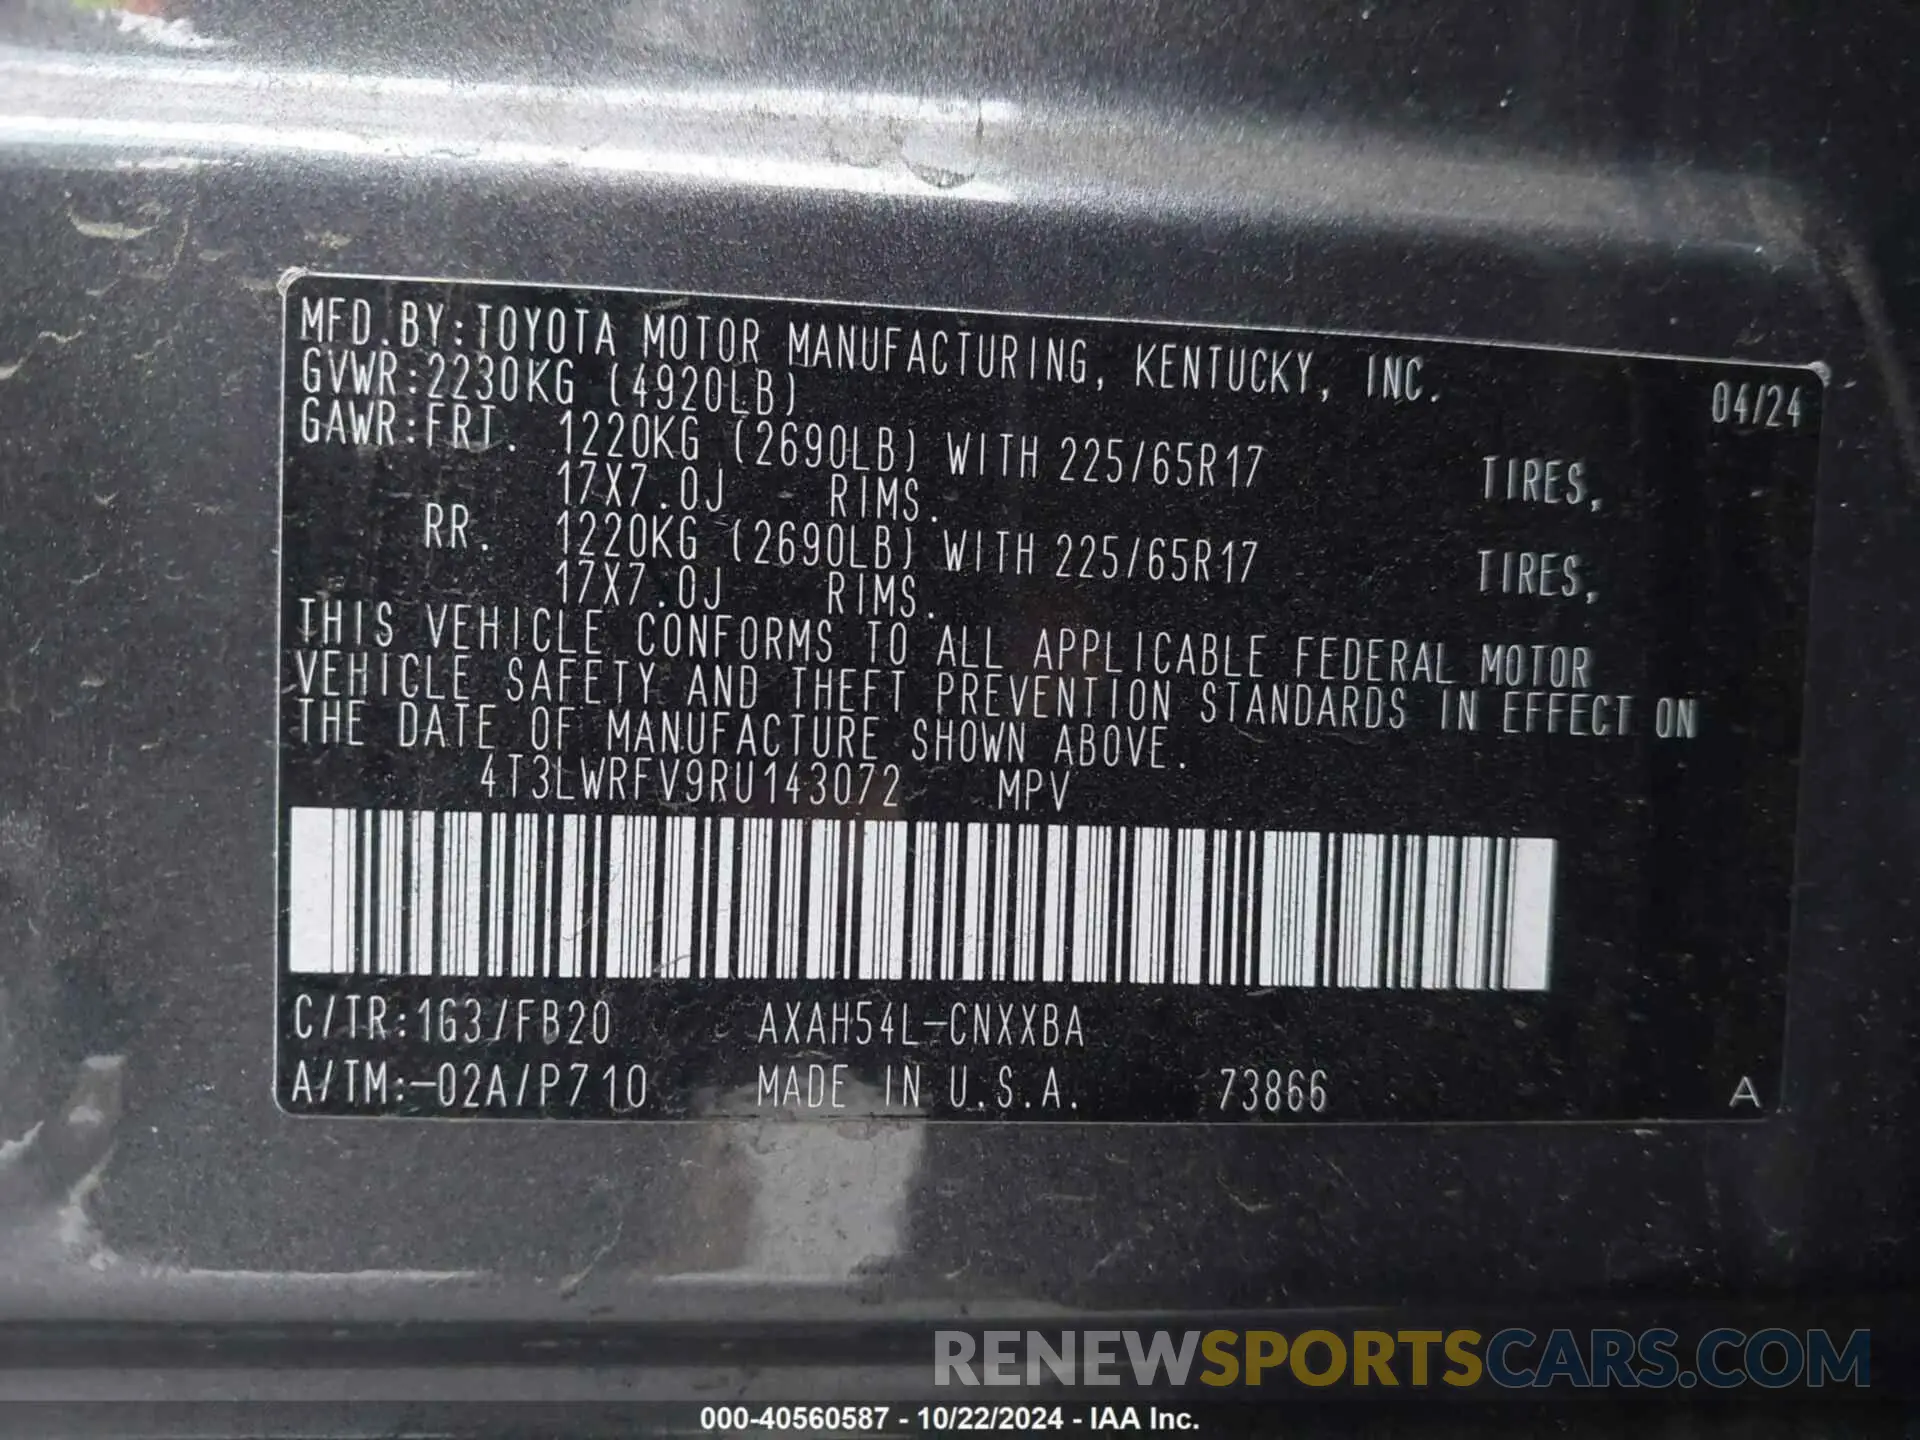 MFD.BY:TOYOTA MOTOR MANUFACTURING, KENTUCKY, INC. 04/24
GVWR:2230KG (4920LB)
GAWR:FRT. 1220KG (2690LB) WITH 225/65R17 TIRES,
17X7.0J RIMS.
RR. 1220KG (2690LB) WITH 225/65R17 TIRES,
17X7.0J RIMS.
THIS VEHICLE CONFORMS TO ALL APPLICABLE FEDERAL MOTOR
VEHICLE SAFETY AND THEFT PREVENTION STANDARDS IN EFFECT ON
THE DATE OF MANUFACTURE SHOWN ABOVE.
4T3LWRFV9RU143072 MPV
C/TR:1G3/FB20 AXAH54L-CNXXBA
A/TM:-02A/P710 MADE IN U.S.A. 73866 A
RENEWSPORTSCARS.COM
000-40560587 - 10/22/2024 - IAA Inc.